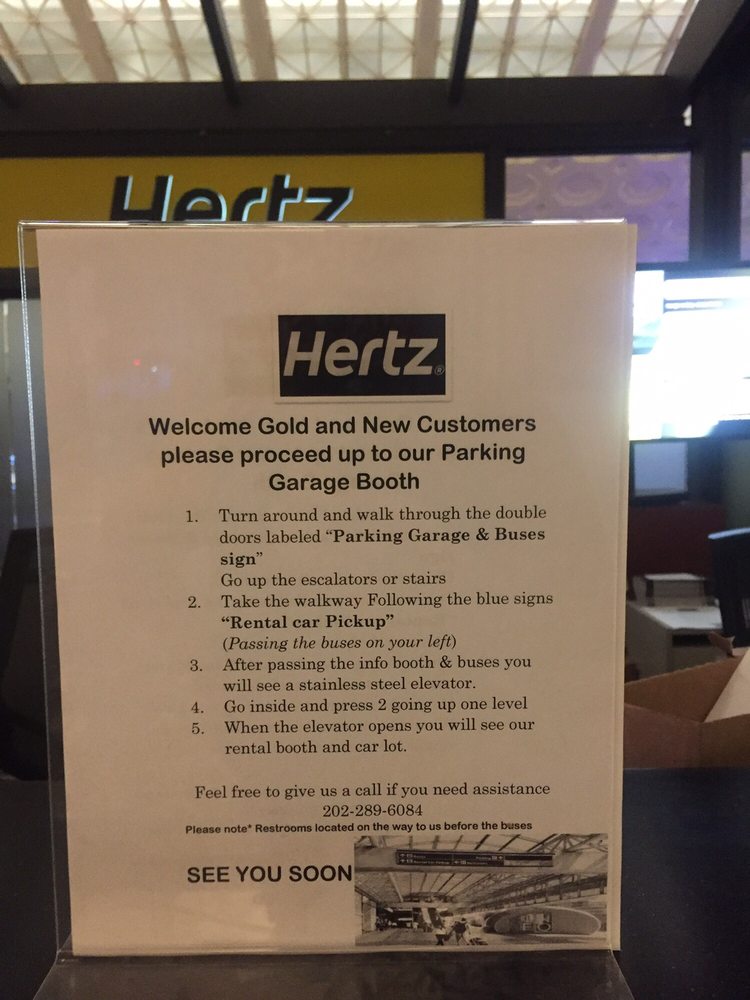 Hertz
Hertz®
Welcome Gold and New Customers
please proceed up to our Parking
Garage Booth
1. Turn around and walk through the double
doors labeled “Parking Garage & Buses
sign”
Go up the escalators or stairs
2. Take the walkway Following the blue signs
“Rental car Pickup”
(Passing the buses on your left)
3. After passing the info booth & buses you
will see a stainless steel elevator.
4. Go inside and press 2 going up one level
5. When the elevator opens you will see our
rental booth and car lot.
Feel free to give us a call if you need assistance
202-289-6084
Please note* Restrooms located on the way to us before the buses
SEE YOU SOON